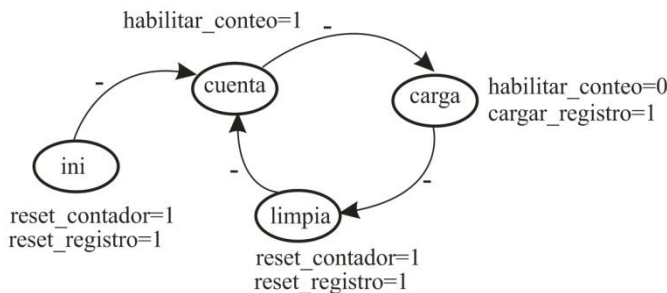 habilitar_conteo=1
-
-
cuenta
carga
habilitar_conteo=0
cargar_registro=1
ini
-
-
limpia
reset_contador=1
reset_registro=1
reset_contador=1
reset_registro=1